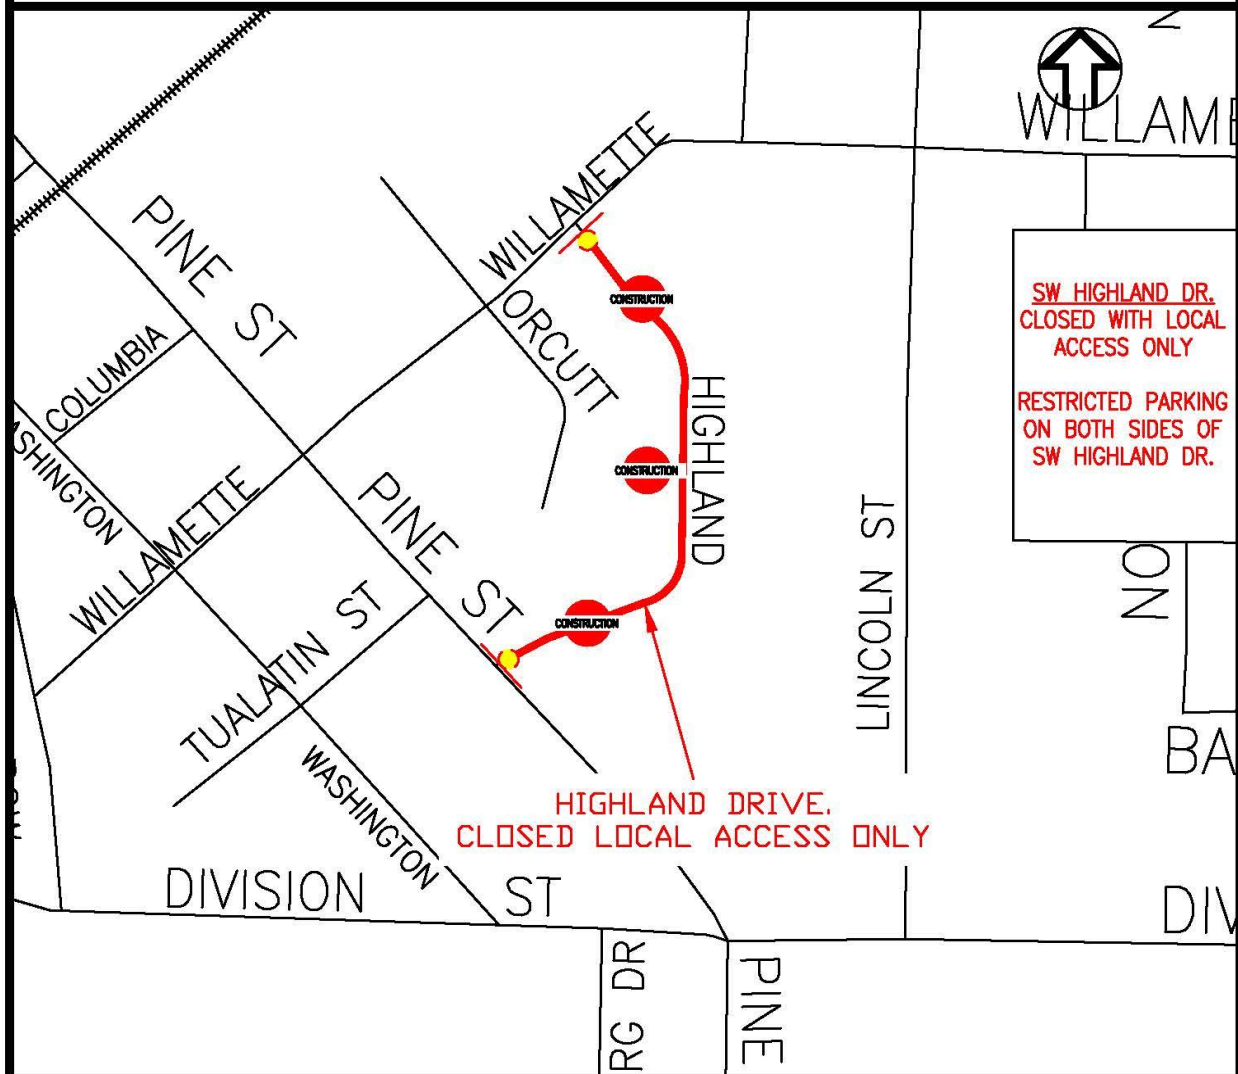 WILLAMETTE
PINE ST
WILLAMETTE
ORCUTT
COLUMBIA
SW HIGHLAND DR.
CLOSED WITH LOCAL
ACCESS ONLY
RESTRICTED PARKING
ON BOTH SIDES OF
SW HIGHLAND DR.
CONSTRUCTION
HIGHLAND
CONSTRUCTION
WASHINGTON
WILLAMETTE
PINE ST
LINCOLN ST
ON
CONSTRUCTION
TUALATIN ST
WASHINGTON
BA
HIGHLAND DRIVE.
CLOSED LOCAL ACCESS ONLY
DIVISION ST
DIV
RG DR
PINE